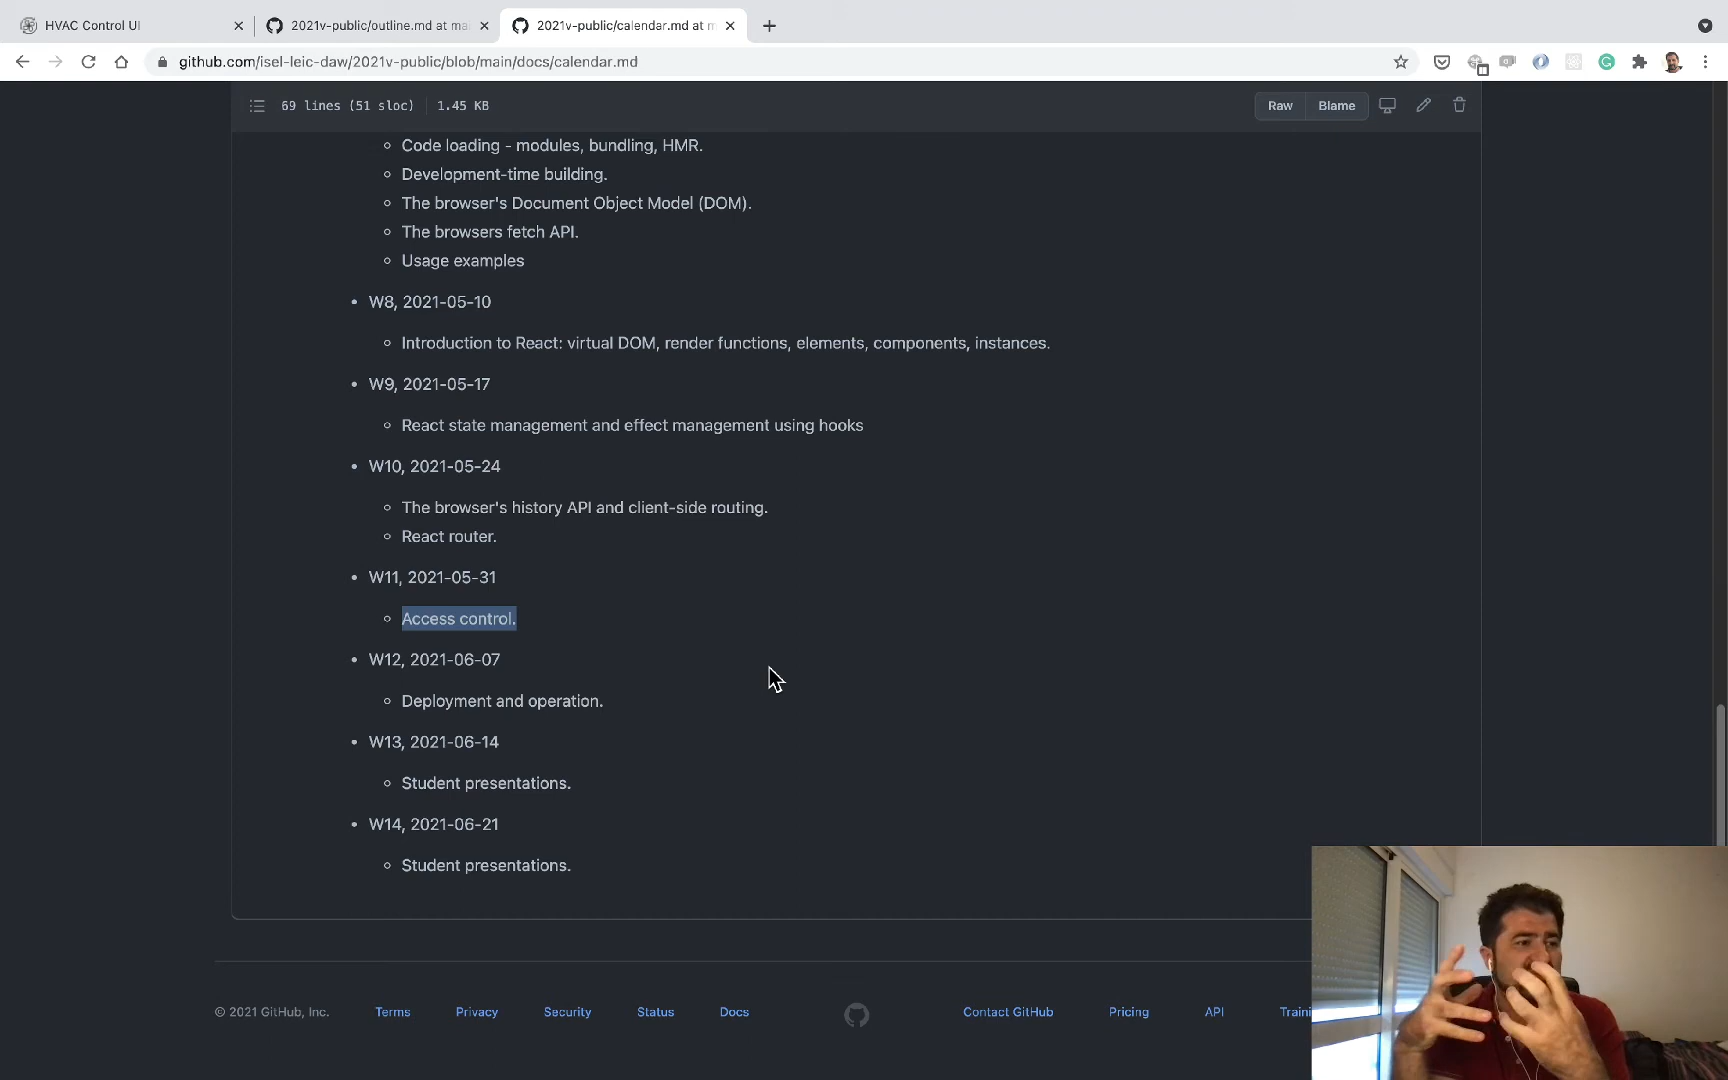 HVAC Control UI
2021v-public/outline.md at mai
2021v-public/calendar.md at m
github.com/isel-leic-daw/2021v-public/blob/main/docs/calendar.md
69 lines (51 sloc) 1.45 KB
Raw Blame
Code loading - modules, bundling, HMR.
Development-time building.
The browser's Document Object Model (DOM).
The browsers fetch API.
Usage examples
W8, 2021-05-10
Introduction to React: virtual DOM, render functions, elements, components, instances.
W9, 2021-05-17
React state management and effect management using hooks
W10, 2021-05-24
The browser's history API and client-side routing.
React router.
W11, 2021-05-31
Access control.
W12, 2021-06-07
Deployment and operation.
W13, 2021-06-14
Student presentations.
W14, 2021-06-21
Student presentations.
© 2021 GitHub, Inc. Terms Privacy Security Status Docs Contact GitHub Pricing API Traini